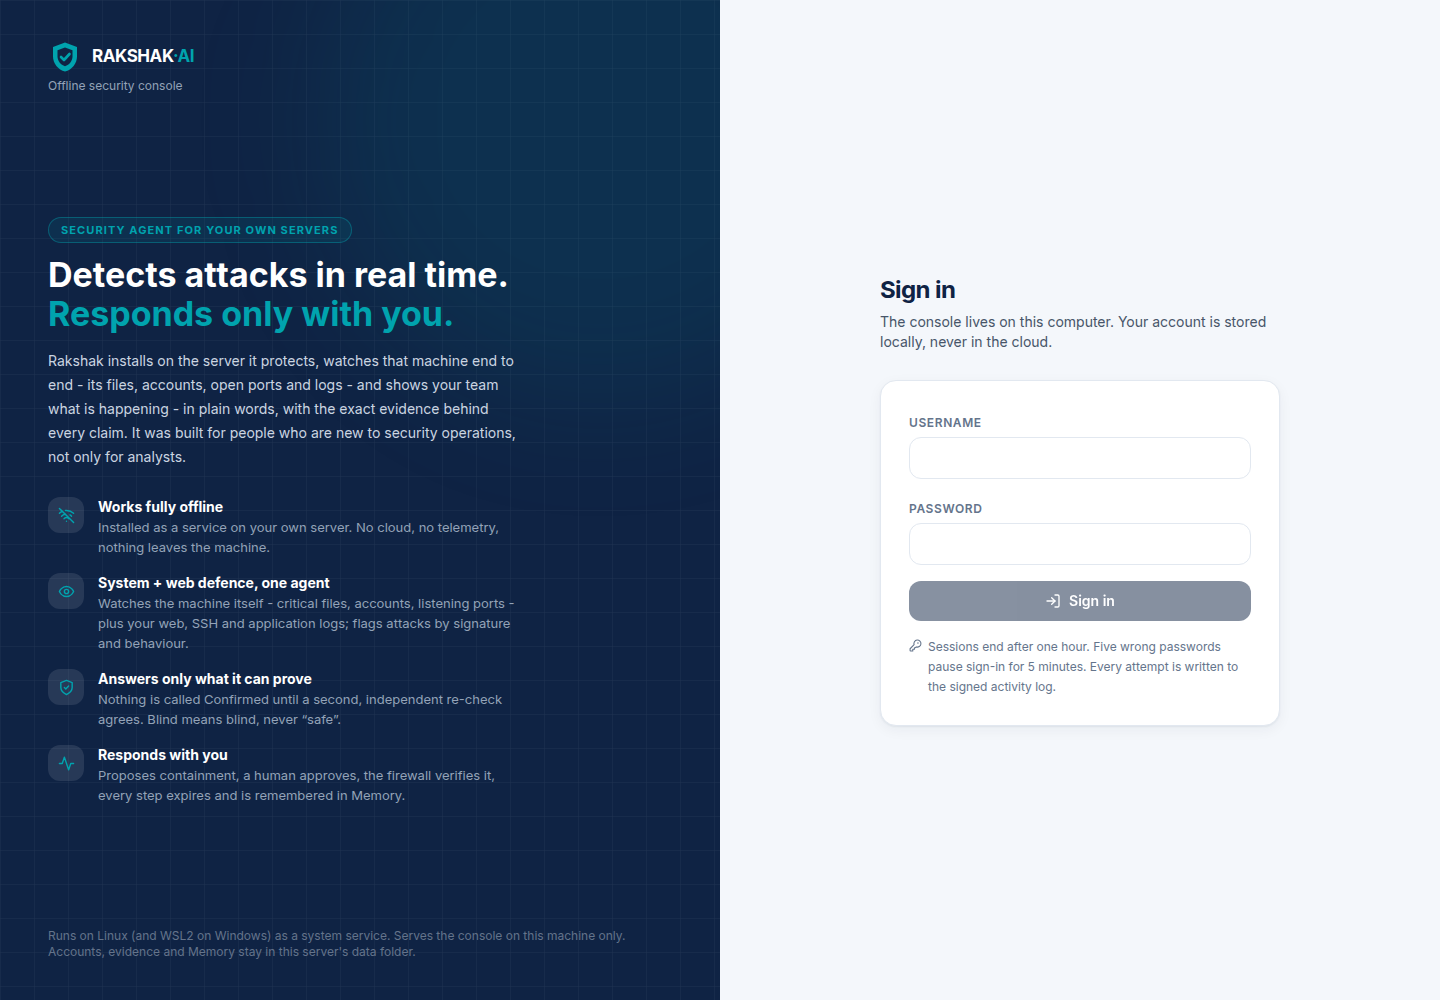 RAKSHAK·AI
Offline security console
SECURITY AGENT FOR YOUR OWN SERVERS
Detects attacks in real time.
Responds only with you.
Rakshak installs on the server it protects, watches that machine end to
end - its files, accounts, open ports and logs - and shows your team
what is happening - in plain words, with the exact evidence behind
every claim. It was built for people who are new to security operations,
not only for analysts.
Works fully offline
Installed as a service on your own server. No cloud, no telemetry,
nothing leaves the machine.
System + web defence, one agent
Watches the machine itself - critical files, accounts, listening ports -
plus your web, SSH and application logs; flags attacks by signature
and behaviour.
Answers only what it can prove
Nothing is called Confirmed until a second, independent re-check
agrees. Blind means blind, never “safe”.
Responds with you
Proposes containment, a human approves, the firewall verifies it,
every step expires and is remembered in Memory.
Runs on Linux (and WSL2 on Windows) as a system service. Serves the console on this machine only.
Accounts, evidence and Memory stay in this server's data folder.
Sign in
The console lives on this computer. Your account is stored
locally, never in the cloud.
USERNAME
PASSWORD
Sign in
Sessions end after one hour. Five wrong passwords
pause sign-in for 5 minutes. Every attempt is written to
the signed activity log.